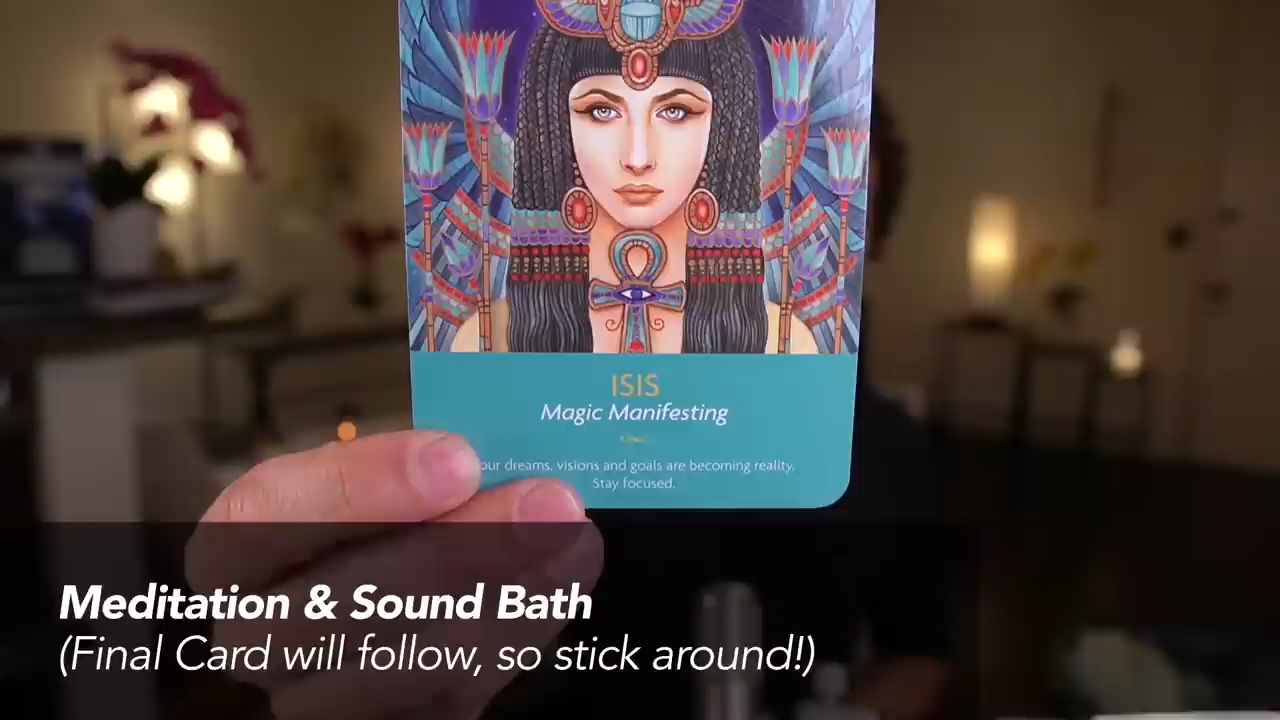 ISIS
Magic Manifesting
our dreams, visions and goals are becoming reality.
Stay focused.
Meditation & Sound Bath
(Final Card will follow, so stick around!)